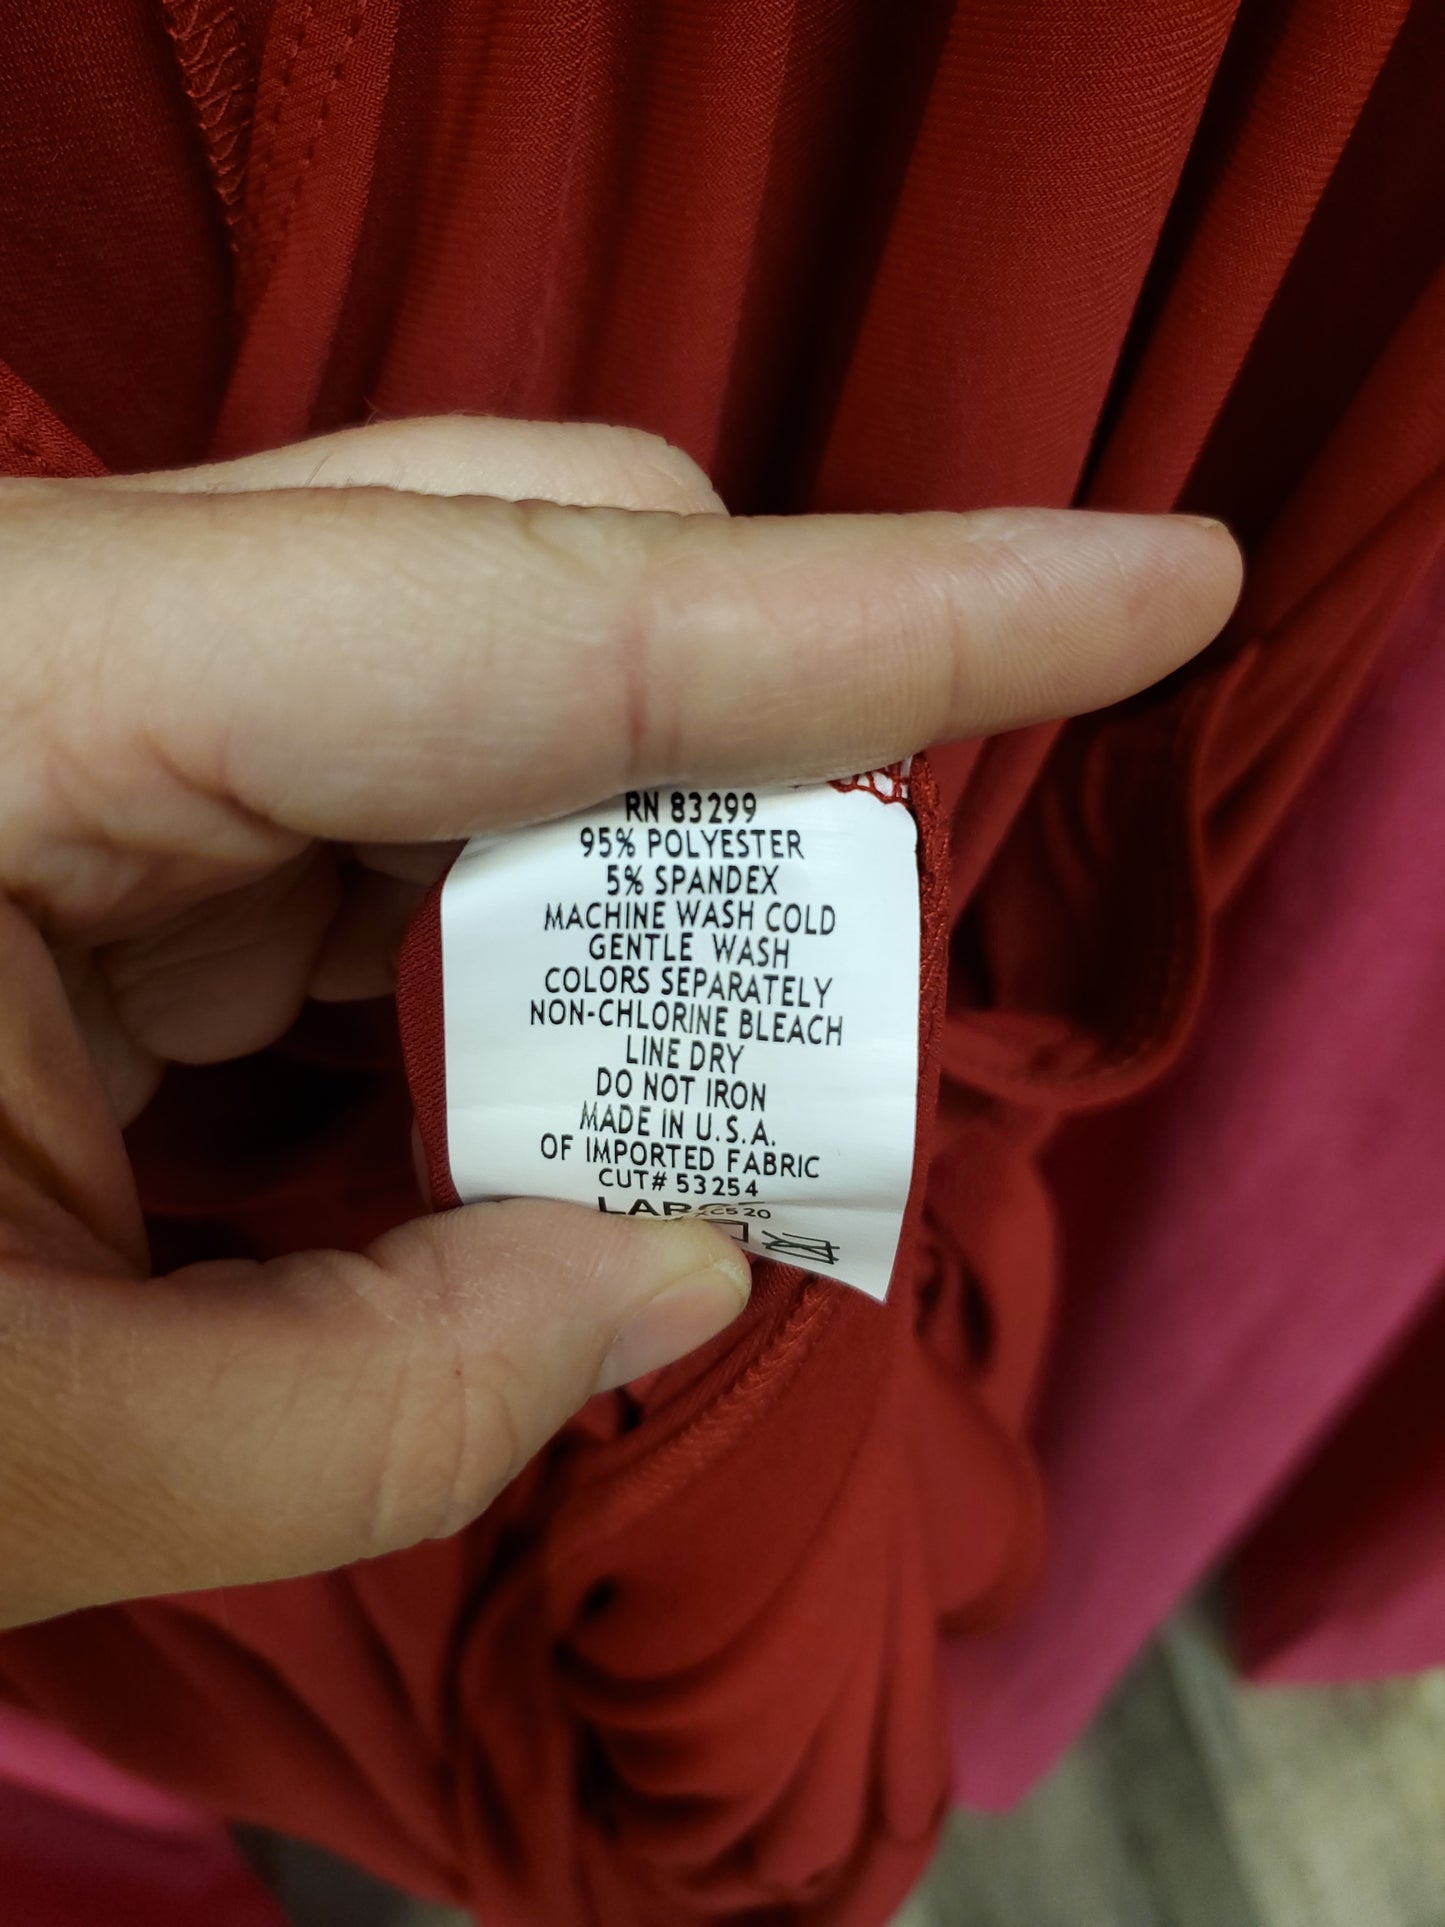 RN 83299
95% POLYESTER
5% SPANDEX
MACHINE WASH COLD
GENTLE WASH
COLORS SEPARATELY
NON-CHLORINE BLEACH
LINE DRY
DO NOT IRON
MADE IN U.S.A.
OF IMPORTED FABRIC
CUT# 53254